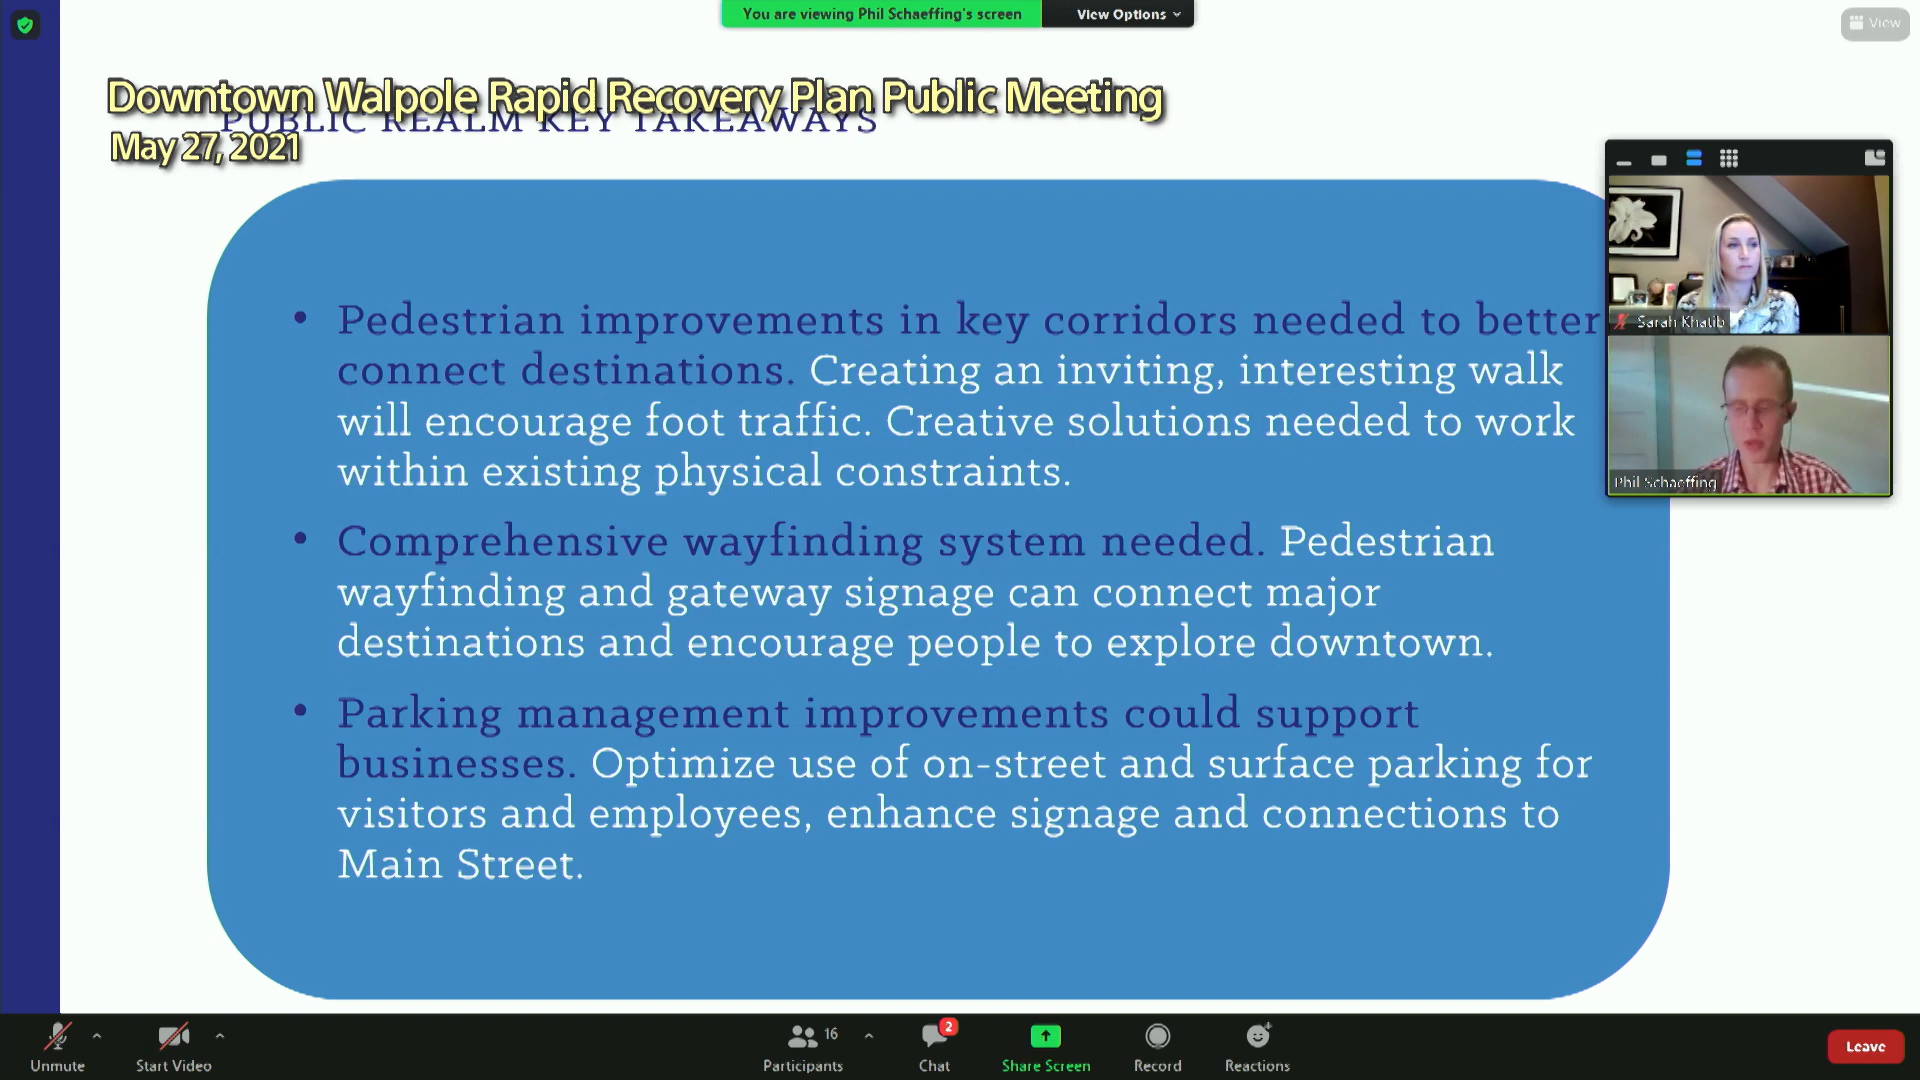 You are viewing Phil Schaeffing's screen
View Options
View
Downtown Walpole Rapid Recovery Plan Public Meeting
PUBLIC REALM KEY TAKEAWAYS
May 27, 2021
• Pedestrian improvements in key corridors needed to better
connect destinations. Creating an inviting, interesting walk
will encourage foot traffic. Creative solutions needed to work
within existing physical constraints.
• Comprehensive wayfinding system needed. Pedestrian
wayfinding and gateway signage can connect major
destinations and encourage people to explore downtown.
• Parking management improvements could support
businesses. Optimize use of on-street and surface parking for
visitors and employees, enhance signage and connections to
Main Street.
Sarah Khatib
Phil Schaeffing
Unmute
Start Video
16
Participants
2
Chat
Share Screen
Record
Reactions
Leave